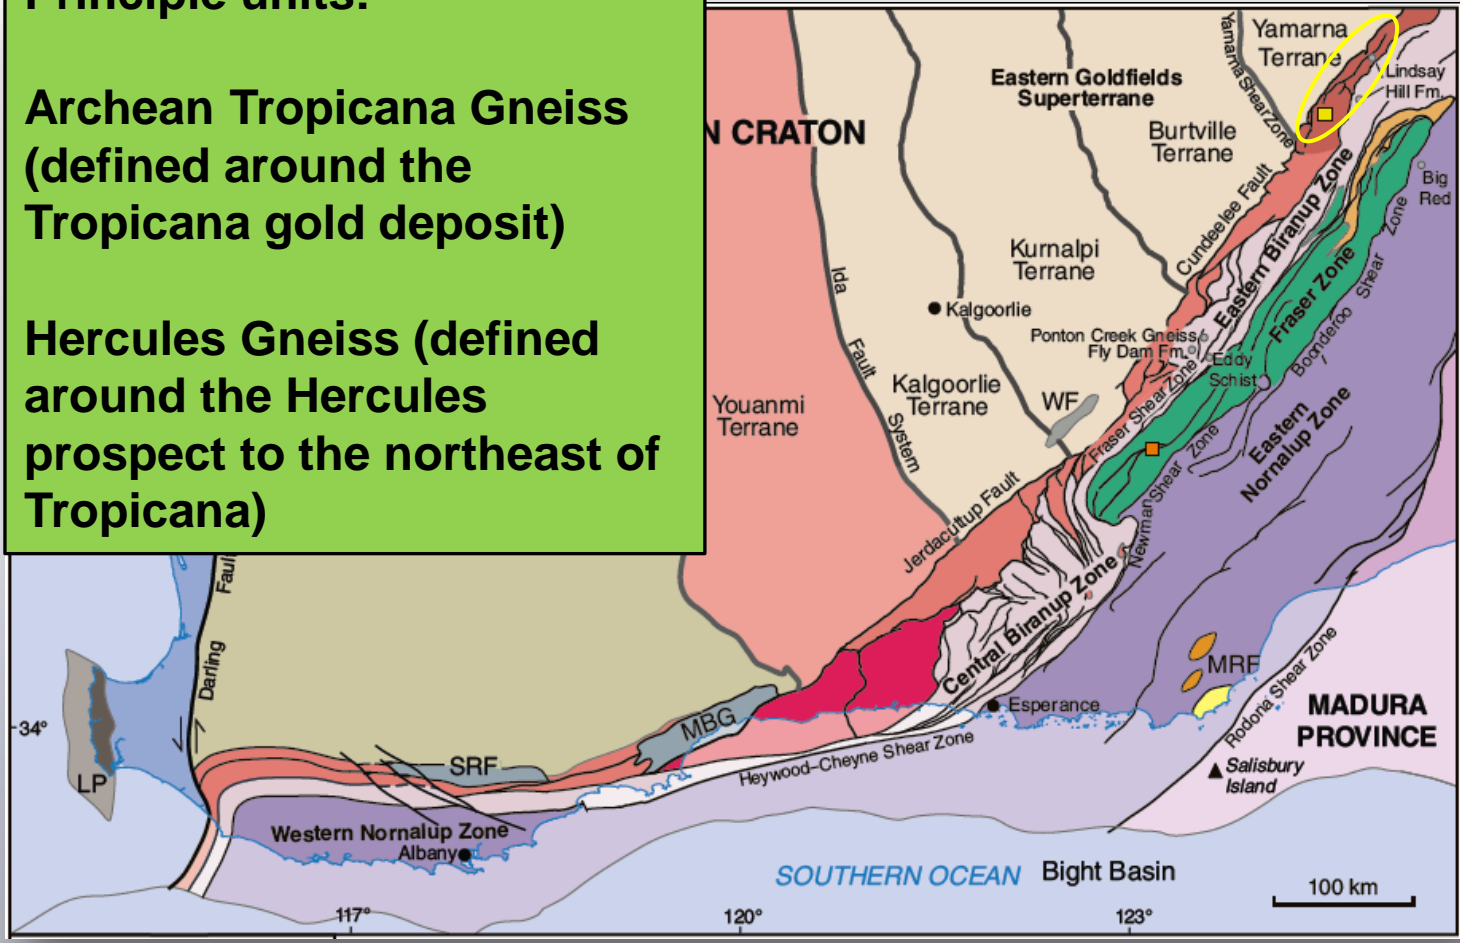 Principle units:
Archean Tropicana Gneiss
(defined around the
Tropicana gold deposit)
Hercules Gneiss (defined
around the Hercules
prospect to the northeast of
Tropicana)
N CRATON
Eastern Goldfields
Superterrane
Yamarna Shear Zone
Yamarna
Terrane
Lindsay
Hill Fm.
Burtville
Terrane
Big
Red
Cundeelee Fault
Eastern Biranup Zone
Fraser Zone
Boonderoo Shear Zone
Kurnalpi
Terrane
Ida Fault System
Kalgoorlie
Ponton Creek Gneiss
Fly Dam Fm.
Eddy
Schist
Kalgoorlie
Terrane
Youanmi
Terrane
WF
Fraser Shear Zone
Newman Shear Zone
Eastern
Nornalup Zone
Jerdacuttup Fault
Central Biranup Zone
Darling Faul
MRF
Rodona Shear Zone
MADURA
PROVINCE
Esperance
34°
MBG
SRF
LP
Heywood–Cheyne Shear Zone
Salisbury
Island
Western Nornalup Zone
Albany
SOUTHERN OCEAN
Bight Basin
100 km
117°
120°
123°